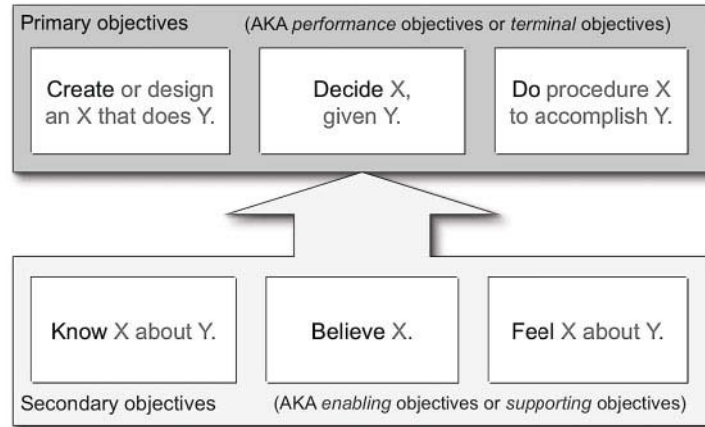 Primary objectives (AKA performance objectives or terminal objectives)
Create or design
an X that does Y.
Decide X,
given Y.
Do procedure X
to accomplish Y.
Know X about Y.
Believe X.
Feel X about Y.
Secondary objectives (AKA enabling objectives or supporting objectives)